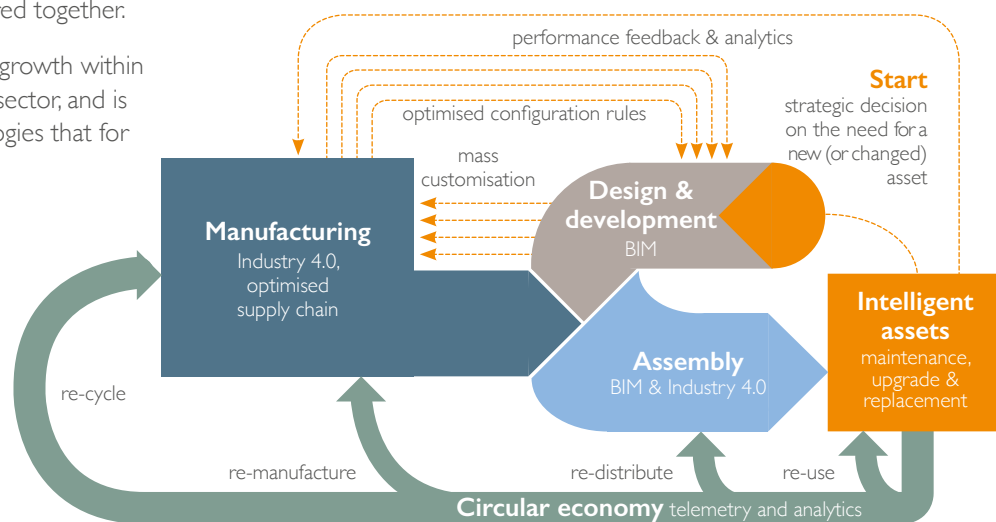 red together.
growth within
sector, and is
ogies that for
performance feedback & analytics
optimised configuration rules
mass
customisation
Start
strategic decision
on the need for a
new (or changed)
asset
Manufacturing
Industry 4.0,
optimised
supply chain
Design &
development
BIM
Assembly
BIM & Industry 4.0
Intelligent
assets
maintenance,
upgrade &
replacement
re-cycle
re-manufacture
re-distribute
re-use
Circular economy telemetry and analytics